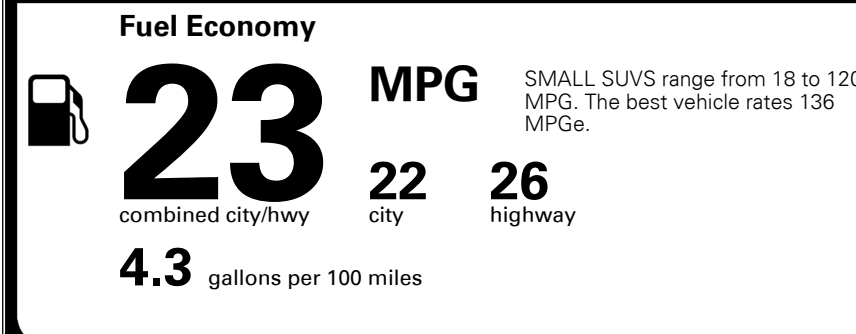 Fuel Economy
23 MPG
SMALL SUVS range from 18 to 120
MPG. The best vehicle rates 136
MPGe.
22 26
combined city/hwy city highway
4.3 gallons per 100 miles